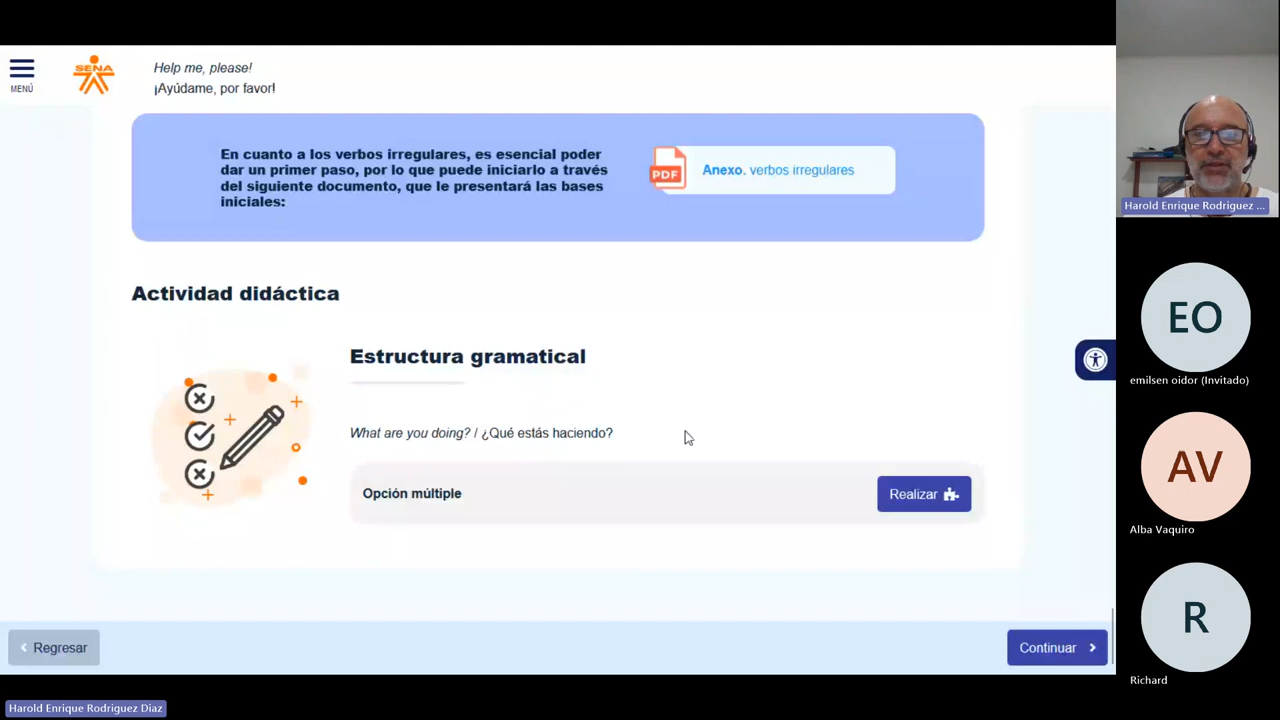 MENÚ
SENA
Help me, please!
¡Ayúdame, por favor!
En cuanto a los verbos irregulares, es esencial poder
dar un primer paso, por lo que puede iniciarlo a través
del siguiente documento, que le presentará las bases
iniciales:
PDF
Anexo. verbos irregulares
Actividad didáctica
Estructura gramatical
What are you doing? / ¿Qué estás haciendo?
Opción múltiple
Realizar
Regresar
Continuar
Harold Enrique Rodriguez Diaz
Harold Enrique Rodriguez ...
EO
emilsen oidor (Invitado)
AV
Alba Vaquiro
R
Richard